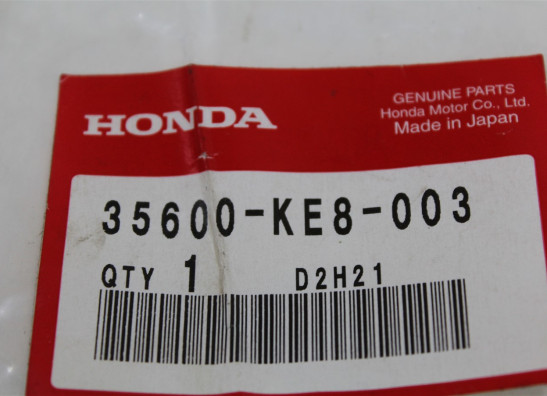 HONDA
GENUINE PARTS
Honda Motor Co., Ltd.
Made in Japan
35600-KE8-003
QTY 1 D2H21